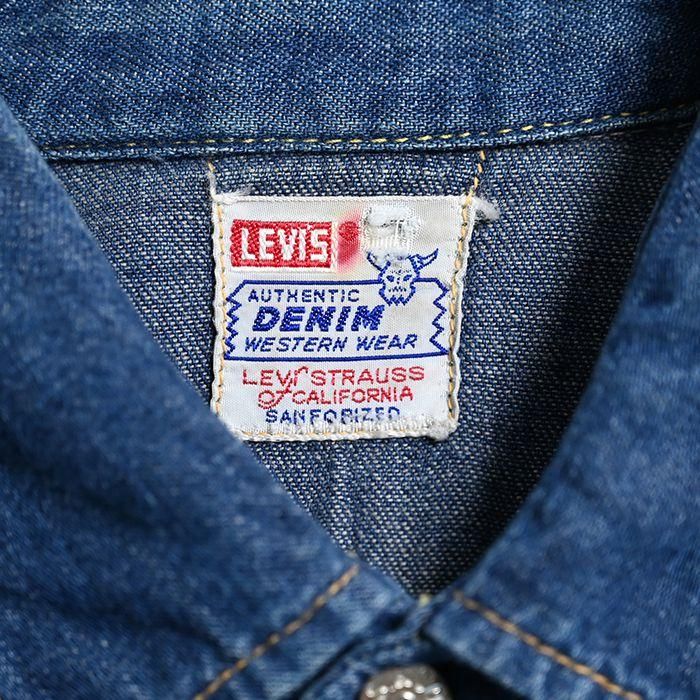 LEVIS
AUTHENTIC
DENIM
WESTERN WEAR
LEVI STRAUSS
OF CALIFORNIA
SANFORIZED